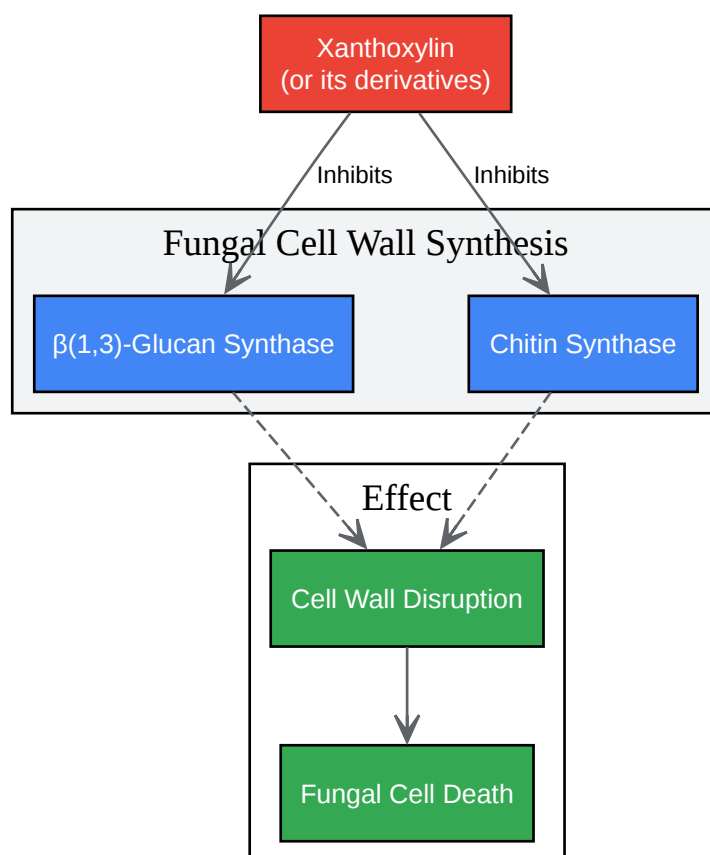 Xanthoxylin
(or its derivatives)
Inhibits
Inhibits
Fungal Cell Wall Synthesis
β(1,3)-Glucan Synthase
Chitin Synthase
Effect
Cell Wall Disruption
Fungal Cell Death